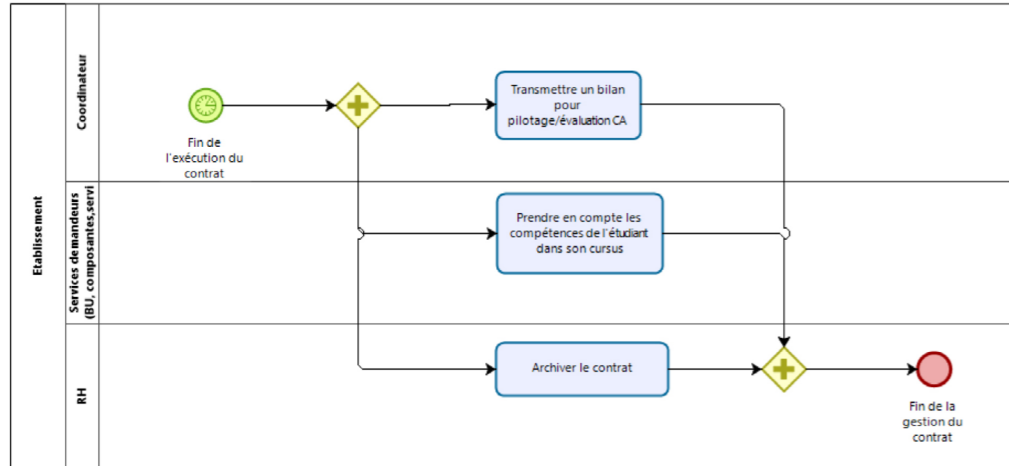 Etablissement
Coordinateur
Fin de
l'exécution du
contrat
Transmettre un bilan
pour
pilotage/évaluation CA
Services demandeurs
(BU, composantes,servi
Prendre en compte les
compétences de l'étudiant
dans son cursus
RH
Archiver le contrat
Fin de la
gestion du
contrat